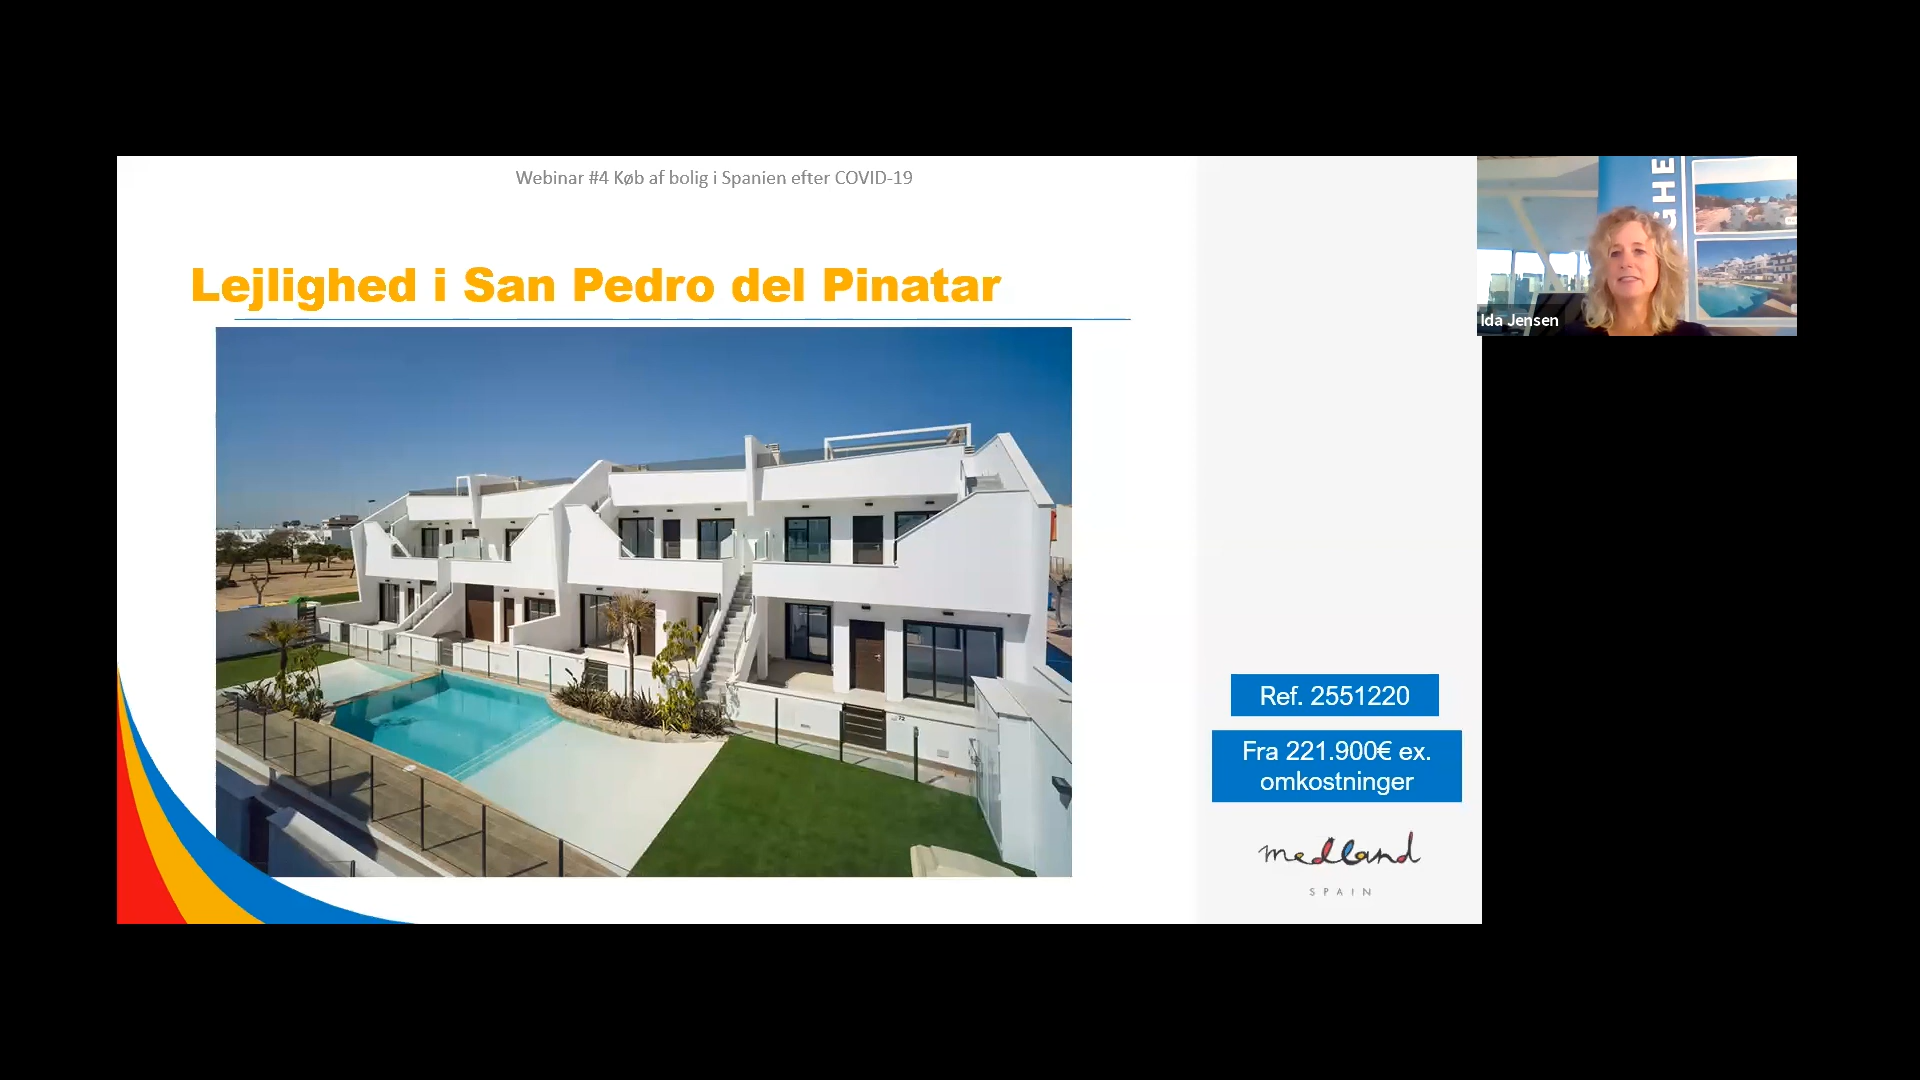 Webinar #4 Køb af bolig i Spanien efter COVID-19
Lejlighed i San Pedro del Pinatar
GHE
Ida Jensen
Ref. 2551220
Fra 221.900€ ex.
omkostninger
medland
SPAIN